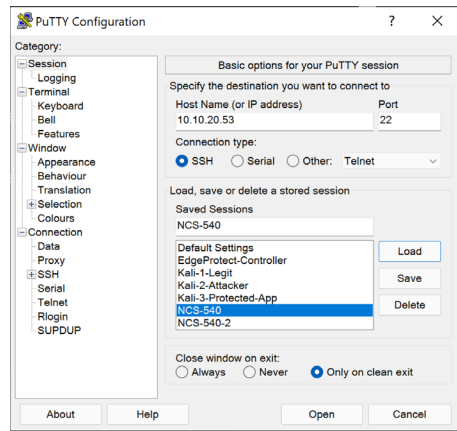 PuTTY Configuration
?
Category:
Session
Logging
Terminal
Keyboard
Bell
Features
Window
Appearance
Behaviour
Translation
Selection
Colours
Connection
Data
Proxy
SSH
Serial
Telnet
Rlogin
SUPDUP
Basic options for your PuTTY session
Specify the destination you want to connect to
Host Name (or IP address) Port
10.10.20.53 22
Connection type:
SSH Serial Other: Telnet
Load, save or delete a stored session
Saved Sessions
NCS-540
Default Settings
EdgeProtect-Controller
Kali-1-Legit
Kali-2-Attacker
Kali-3-Protected-App
NCS-540
NCS-540-2
Load
Save
Delete
Close window on exit:
Always Never Only on clean exit
About Help Open Cancel